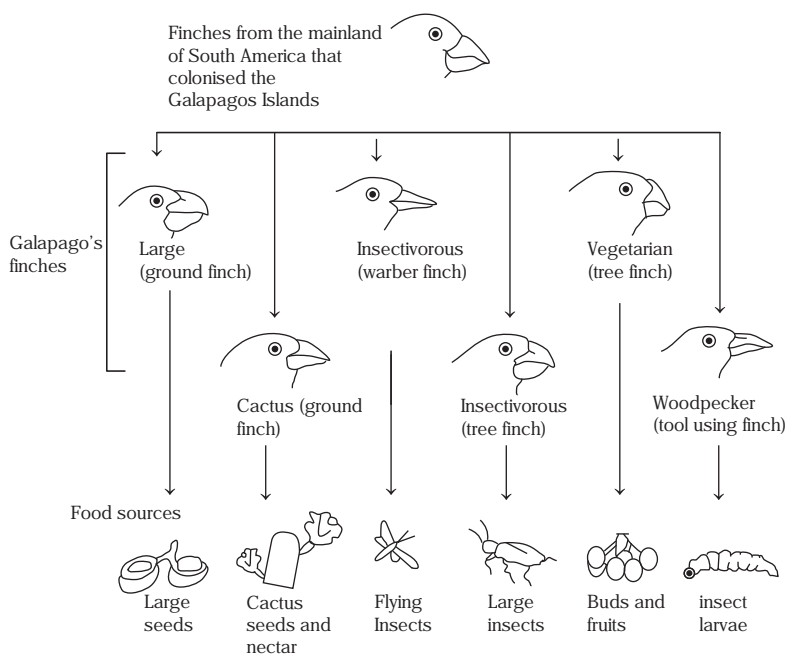 Finches from the mainland
of South America that
colonised the
Galapagos Islands
Galapago's
finches
Large
(ground finch)
Insectivorous
(warber finch)
Vegetarian
(tree finch)
Cactus (ground
finch)
Insectivorous
(tree finch)
Woodpecker
(tool using finch)
Food sources
Large
seeds
Cactus
seeds and
nectar
Flying
Insects
Large
insects
Buds and
fruits
insect
larvae